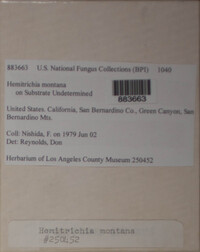 883663 U.S. National Fungus Collections (BPI) 1040
Hemitrichia montana
on Substrate Undetermined
883663
United States. California, San Bernardino Co., Green Canyon, San
Bernardino Mts.
Coll: Nishida, F. on 1979 Jun 02
Det: Reynolds, Don
Herbarium of Los Angeles County Museum 250452
Hemitrichia montana
#250452